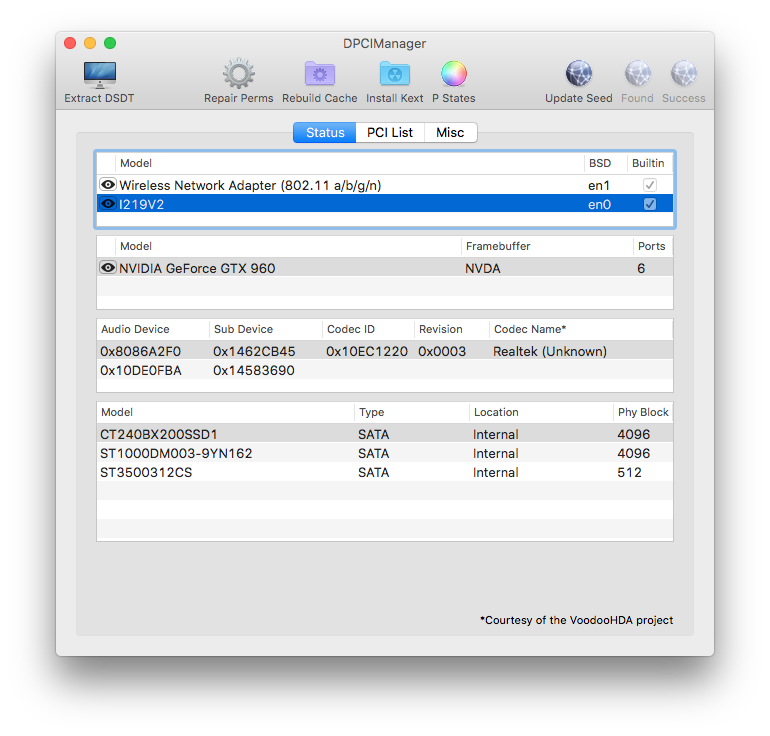 DPCIManager
Extract DSDT Repair Perms Rebuild Cache Install Kext P States Update Seed Found Success
Status PCI List Misc
Model BSD Builtin
Wireless Network Adapter (802.11 a/b/g/n) en1
I219V2 en0
Model Framebuffer Ports
NVIDIA GeForce GTX 960 NVDA 6
Audio Device Sub Device Codec ID Revision Codec Name*
0x8086A2F0 0x1462CB45 0x10EC1220 0x0003 Realtek (Unknown)
0x10DE0FBA 0x14583690
Model Type Location Phy Block
CT240BX200SSD1 SATA Internal 4096
ST1000DM003-9YN162 SATA Internal 4096
ST3500312CS SATA Internal 512
*Courtesy of the VoodooHDA project